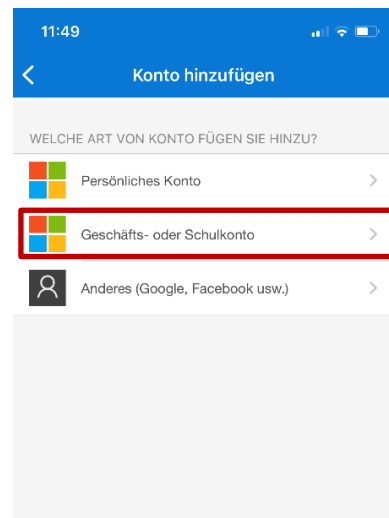 11:49
Konto hinzufügen
WELCHE ART VON KONTO FÜGEN SIE HINZU?
Persönliches Konto
Geschäfts- oder Schulkonto
Anderes (Google, Facebook usw.)